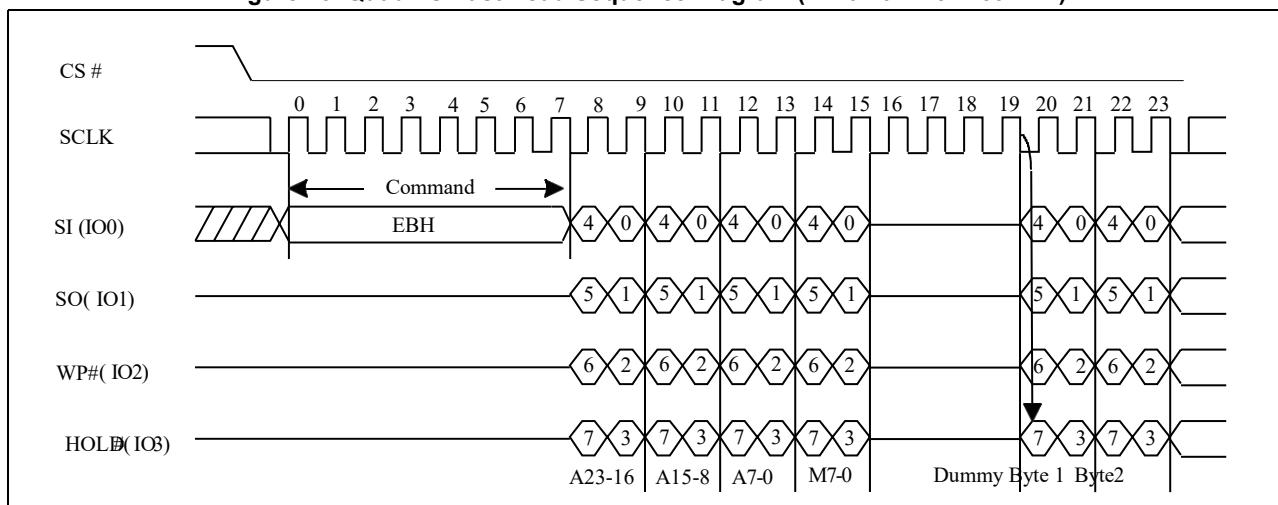 CS #
0 1 2 3 4 5 6 7 8 9 10 11 12 13 14 15 16 17 18 19 20 21 22 23
SCLK
Command
SI (IO0) EBH 4 0 4 0 4 0 4 0 4 0 4 0
SO( IO1) 5 1 5 1 5 1 5 1 5 1 5 1
WP#( IO2) 6 2 6 2 6 2 6 2 6 2 6 2
HOLD#( IO3) 7 3 7 3 7 3 7 3 7 3 7 3
A23-16 A15-8 A7-0 M7-0 Dummy Byte 1 Byte2